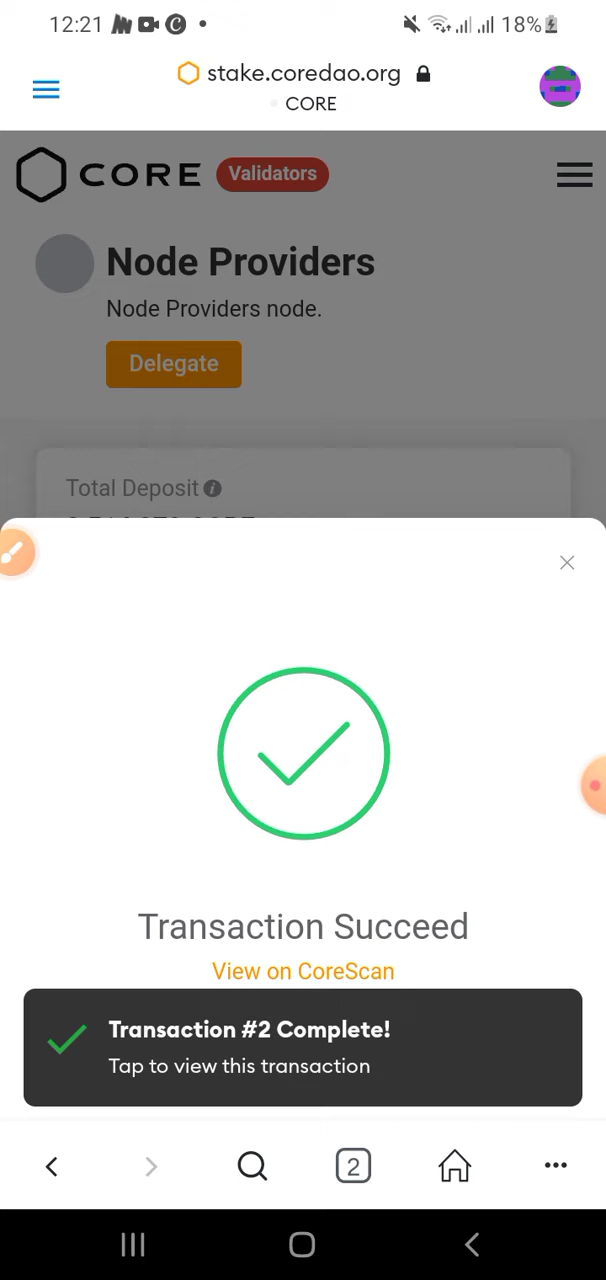 12:21
18%
stake.coredao.org
CORE
CORE Validators
Node Providers
Node Providers node.
Delegate
Total Deposit
Transaction Succeed
View on CoreScan
Transaction #2 Complete!
Tap to view this transaction
2